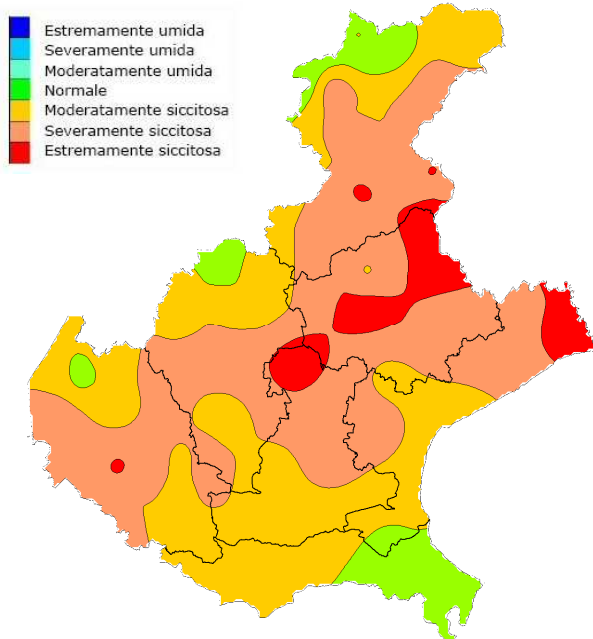 Estremamente umida
Severamente umida
Moderatamente umida
Normale
Moderatamente siccitosa
Severamente siccitosa
Estremamente siccitosa